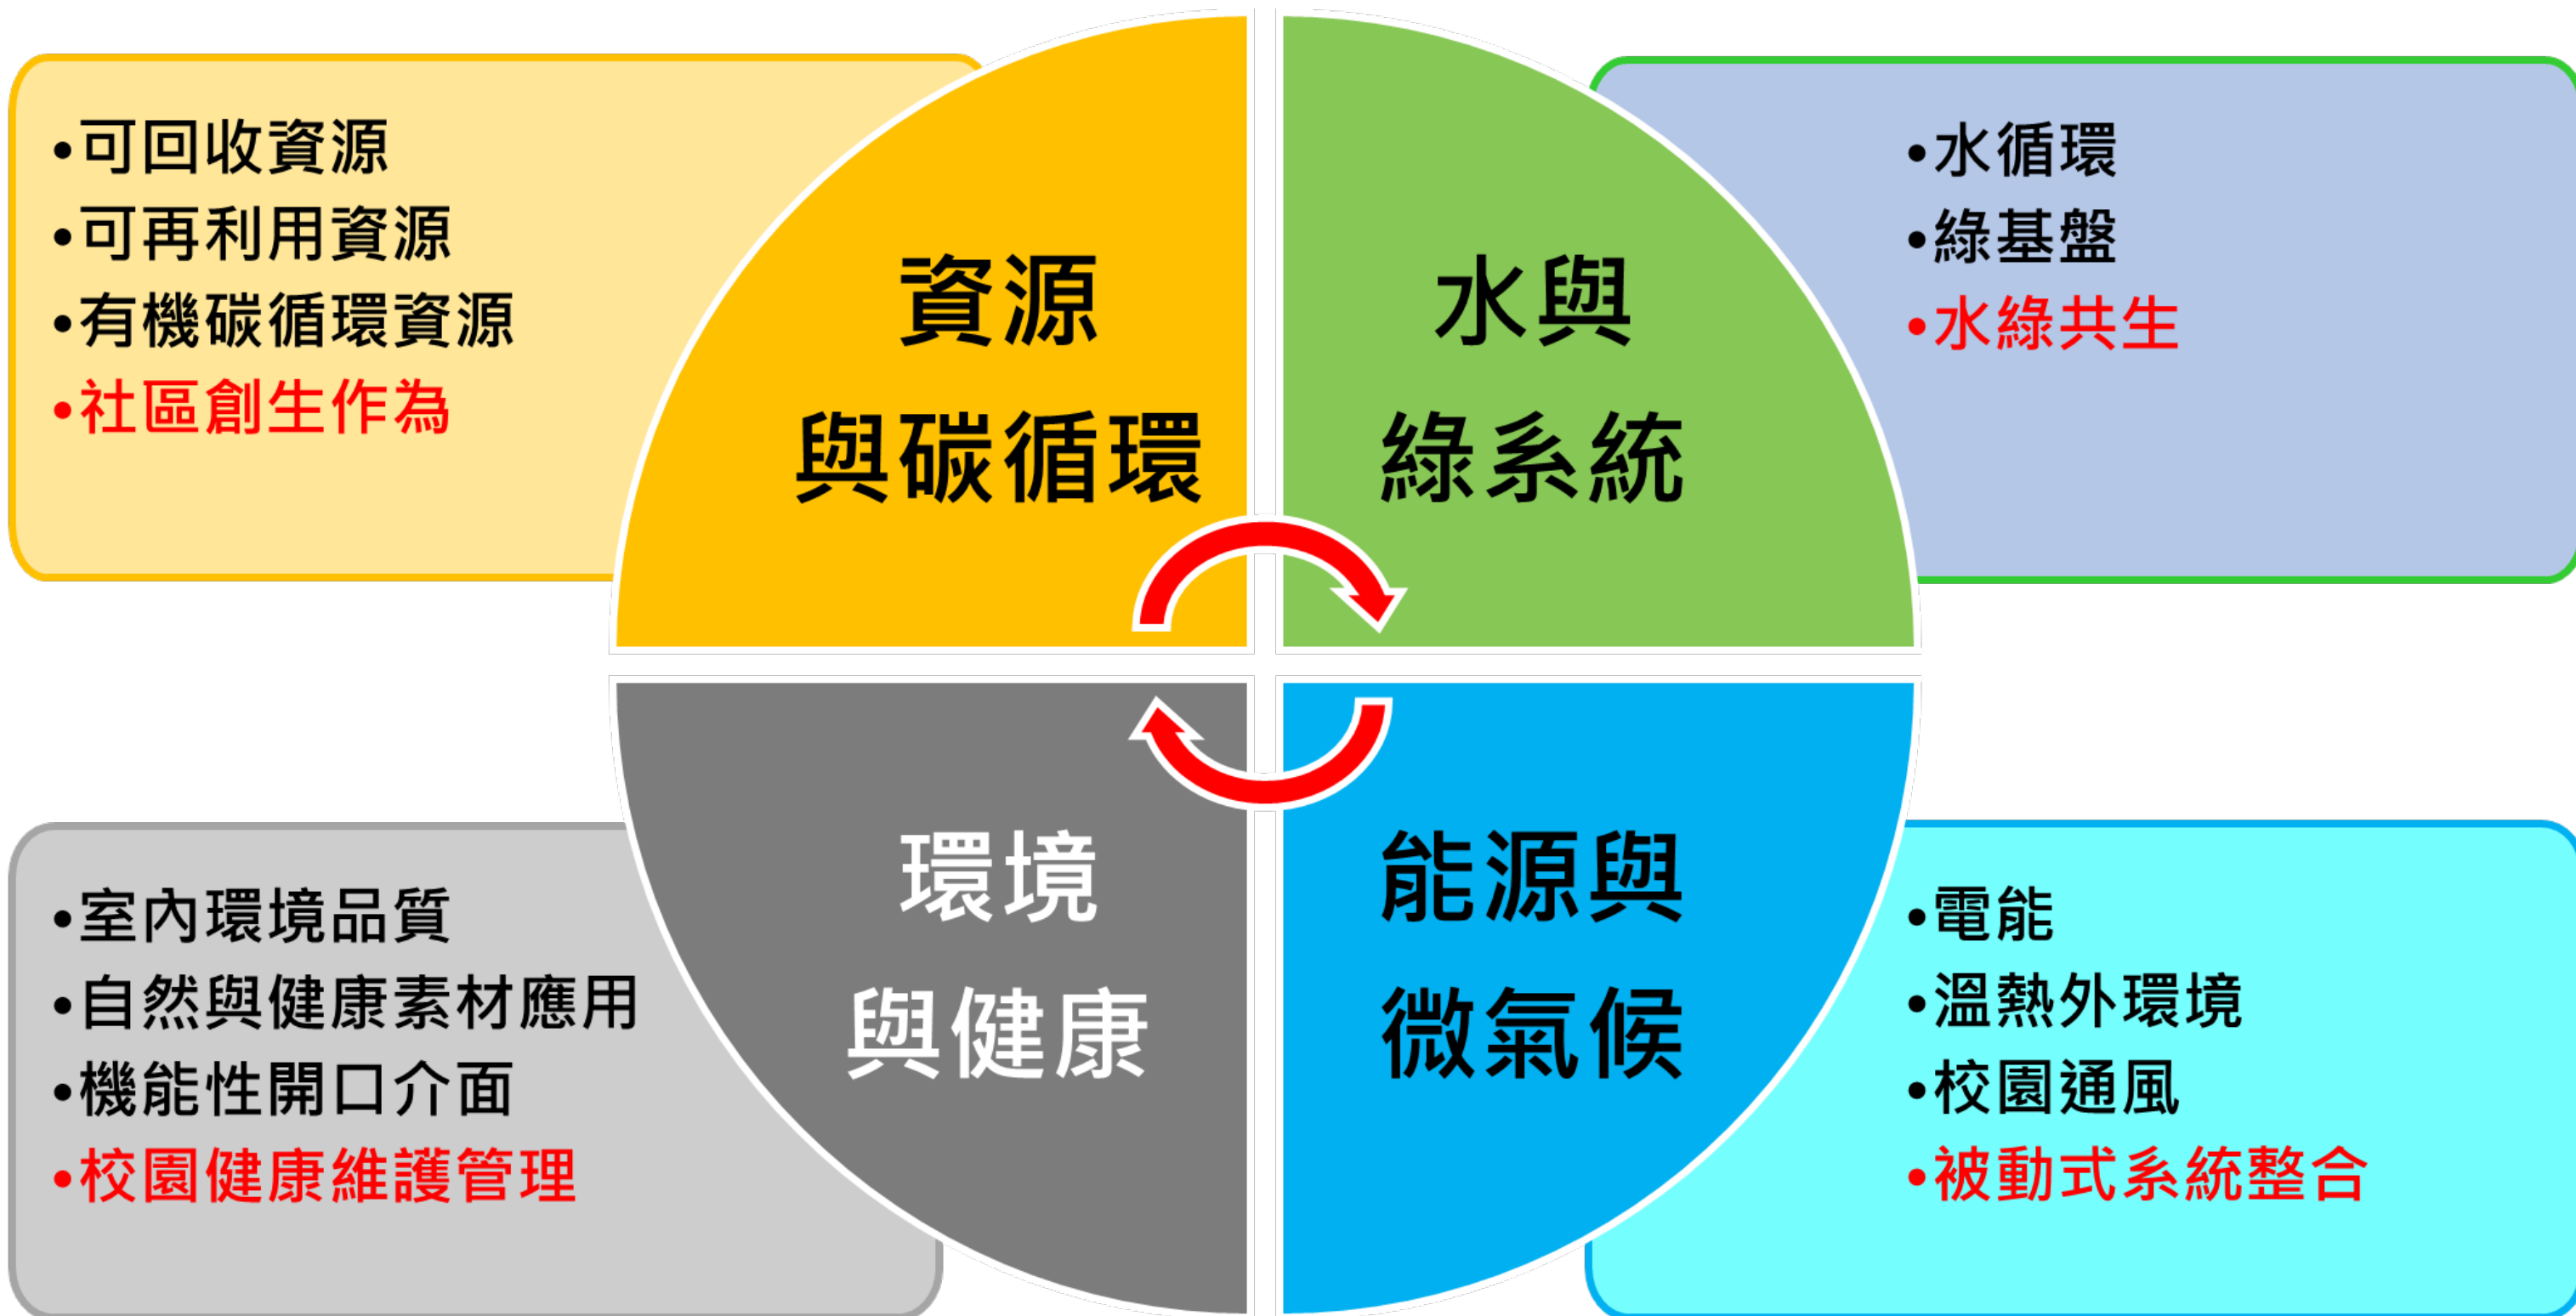 •可回收資源
•可再利用資源
•有機碳循環資源
•社區創生作為
資源
與碳循環
水與
綠系統
•水循環
•綠基盤
•水綠共生
•室內環境品質
•自然與健康素材應用
•機能性開口介面
•校園健康維護管理
環境
與健康
能源與
微氣候
•電能
•溫熱外環境
•校園通風
•被動式系統整合